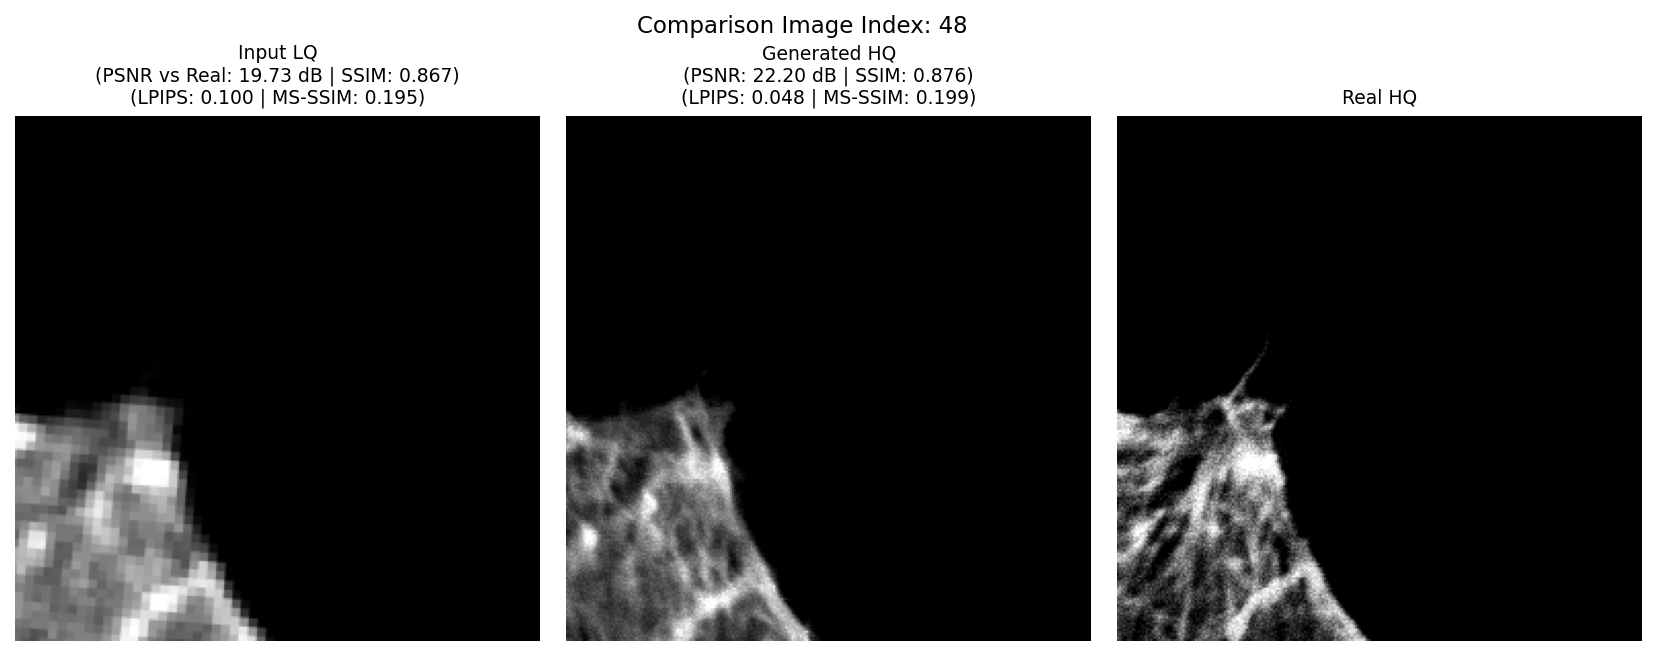 Comparison Image Index: 48
Input LQ
(PSNR vs Real: 19.73 dB | SSIM: 0.867)
(LPIPS: 0.100 | MS-SSIM: 0.195)
Generated HQ
(PSNR: 22.20 dB | SSIM: 0.876)
(LPIPS: 0.048 | MS-SSIM: 0.199)
Real HQ